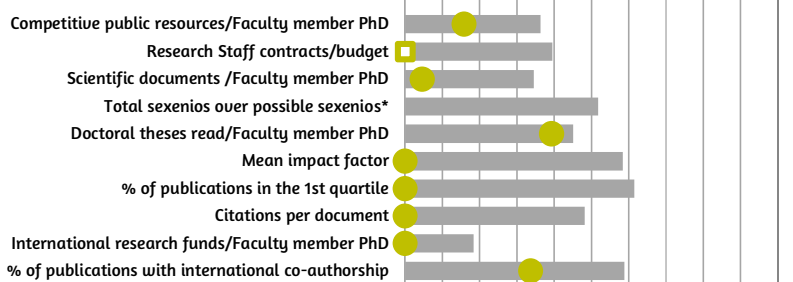 Competitive public resources/Faculty member PhD
Research Staff contracts/budget
Scientific documents /Faculty member PhD
Total sexenios over possible sexenios*
Doctoral theses read/Faculty member PhD
Mean impact factor
% of publications in the 1st quartile
Citations per document
International research funds/Faculty member PhD
% of publications with international co-authorship